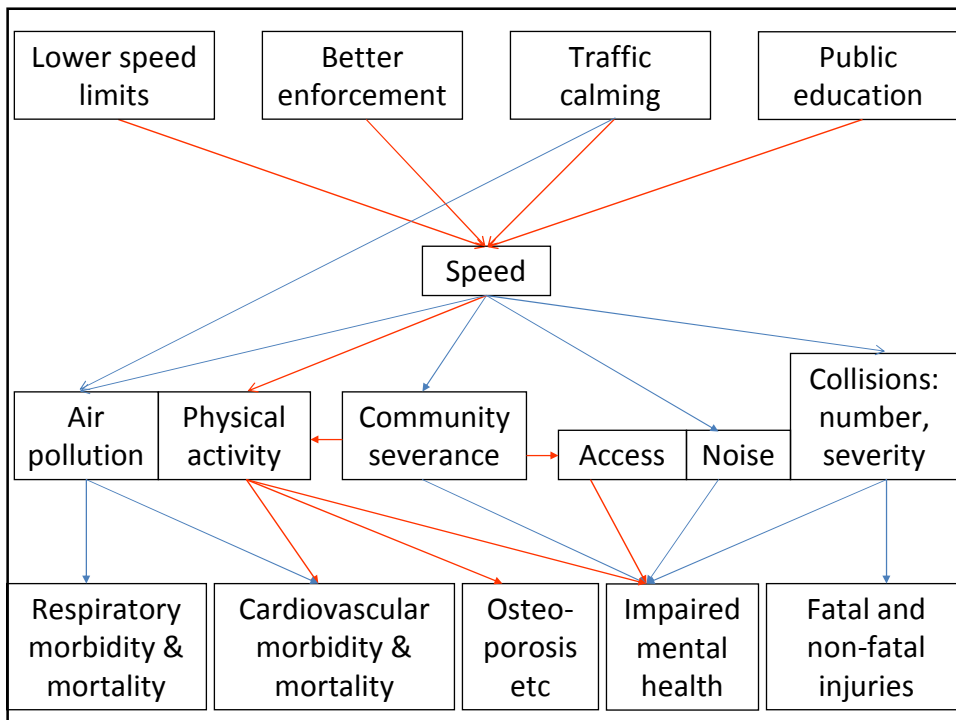 Lower speed
limits
Better
enforcement
Traffic
calming
Public
education
Speed
Air
pollution
Physical
activity
Community
severance
Access
Noise
Collisions:
number,
severity
Respiratory
morbidity &
mortality
Cardiovascular
morbidity &
mortality
Osteo-
porosis
etc
Impaired
mental
health
Fatal and
non-fatal
injuries